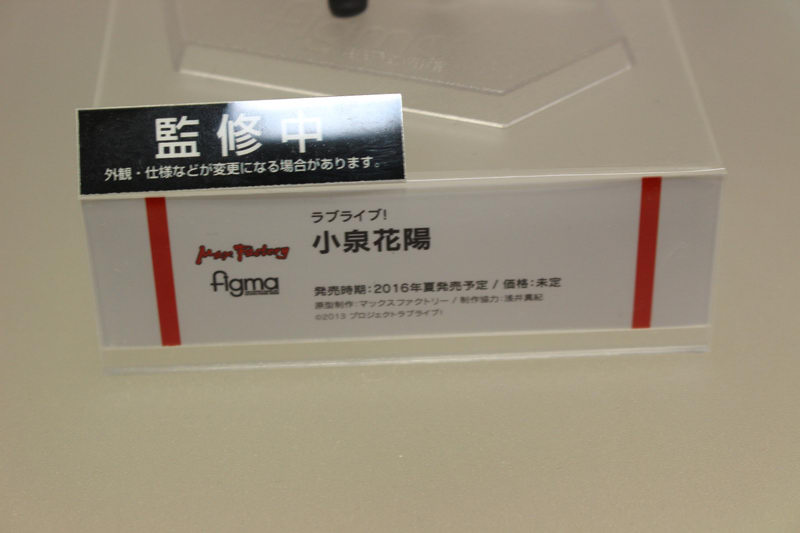 監修中
外観・仕様などが変更になる場合があります。
ラブライブ!
小泉花陽
Max Factory
figma
発売時期:2016年夏発売予定 / 価格:未定
原型制作:マックスファクトリー / 制作協力:浅井真紀
©2013 プロジェクトラブライブ!